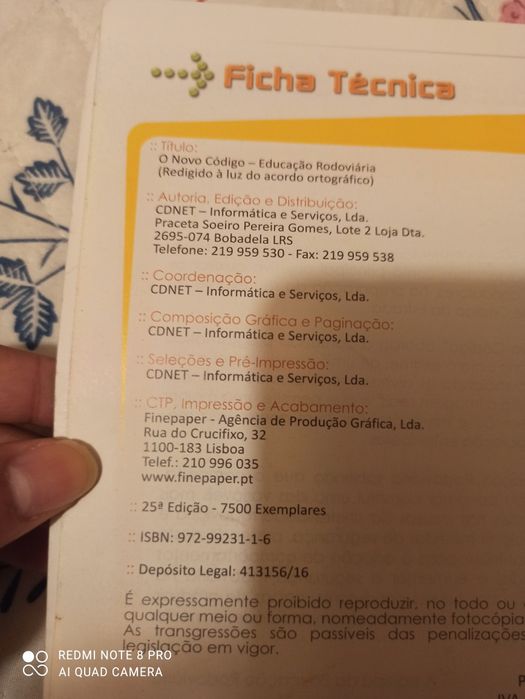 Ficha Técnica
:: Título:
O Novo Código – Educação Rodoviária
(Redigido à luz do acordo ortográfico)
:: Autoria, Edição e Distribuição:
CDNET – Informática e Serviços, Lda.
Praceta Soeiro Pereira Gomes, Lote 2 Loja Dta.
2695-074 Bobadela LRS
Telefone: 219 959 530 - Fax: 219 959 538
:: Coordenação:
CDNET – Informática e Serviços, Lda.
:: Composição Gráfica e Paginação:
CDNET – Informática e Serviços, Lda.
:: Seleções e Pré-Impressão:
CDNET – Informática e Serviços, Lda.
:: CTP, Impressão e Acabamento:
Finepaper - Agência de Produção Gráfica, Lda.
Rua do Crucifixo, 32
1100-183 Lisboa
Telef.: 210 996 035
www.finepaper.pt
:: 25ª Edição - 7500 Exemplares
:: ISBN: 972-99231-1-6
:: Depósito Legal: 413156/16
É expressamente proibido reproduzir, no todo ou
qualquer meio ou forma, nomeadamente fotocópia
As transgressões são passíveis das penalizações
legislação em vigor.
REDMI NOTE 8 PRO
AI QUAD CAMERA